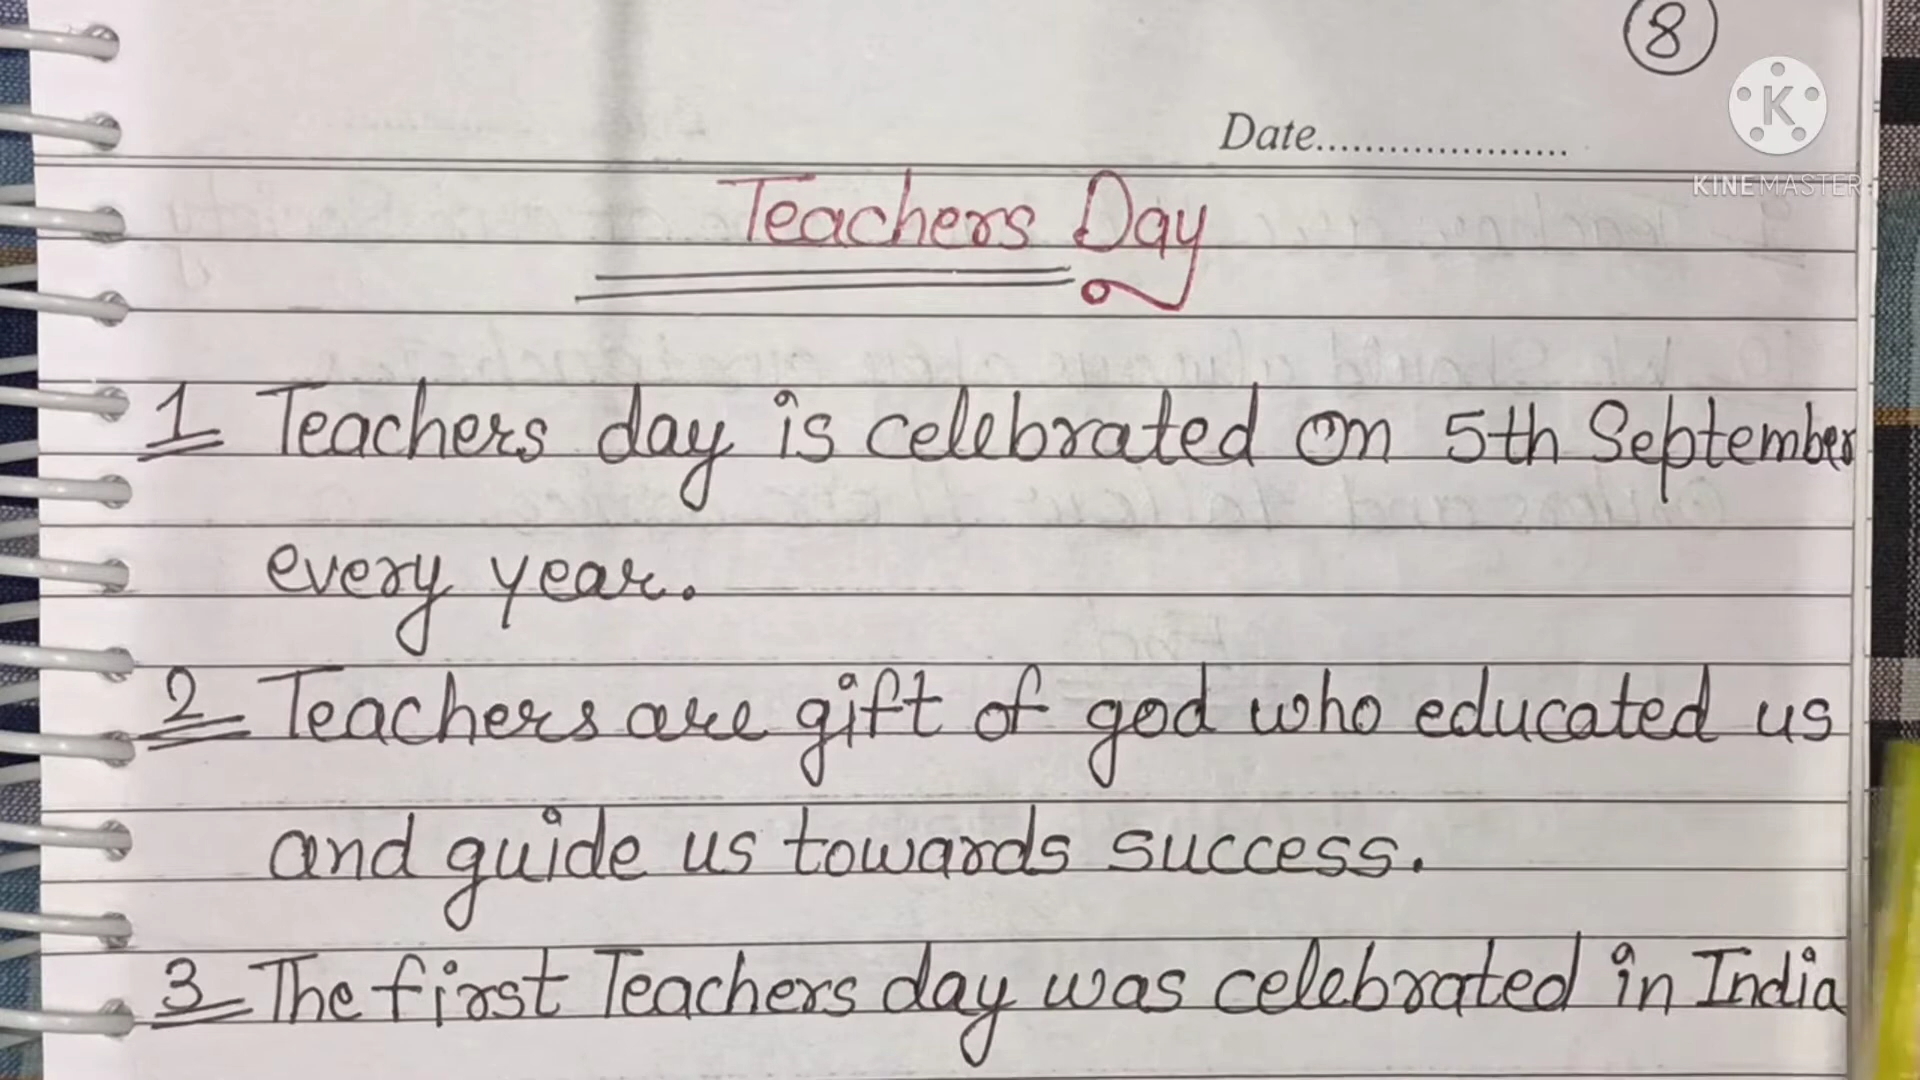 8
Date.....................
KINEMASTER
Teachers Day
1 Teachers day is celebrated on 5th September
every year.
2 Teachers are gift of god who educated us
and guide us towards success.
3 The first Teachers day was celebrated in India